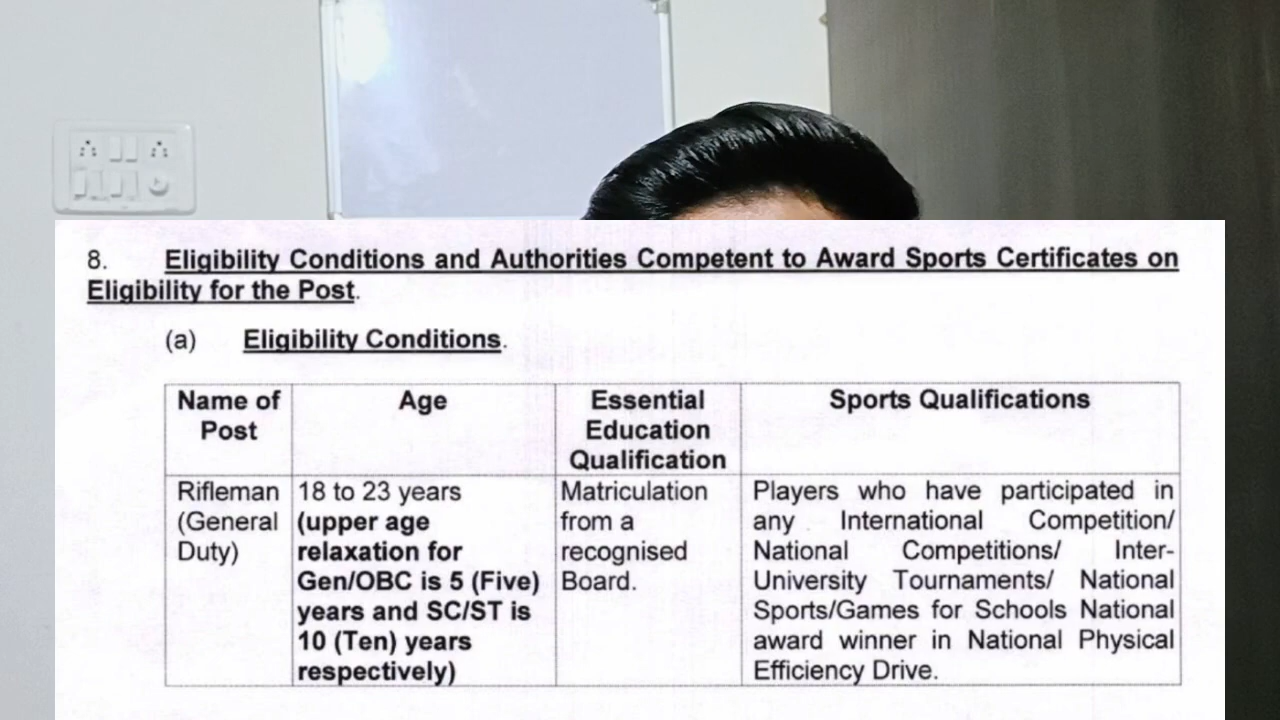 8. Eligibility Conditions and Authorities Competent to Award Sports Certificates on
Eligibility for the Post.
(a) Eligibility Conditions.
Name of
Post
Age
Essential
Education
Qualification
Sports Qualifications
Rifleman
(General
Duty)
18 to 23 years
(upper age
relaxation for
Gen/OBC is 5 (Five)
years and SC/ST is
10 (Ten) years
respectively)
Matriculation
from a
recognised
Board.
Players who have participated in
any International Competition/
National Competitions/ Inter-
University Tournaments/ National
Sports/Games for Schools National
award winner in National Physical
Efficiency Drive.